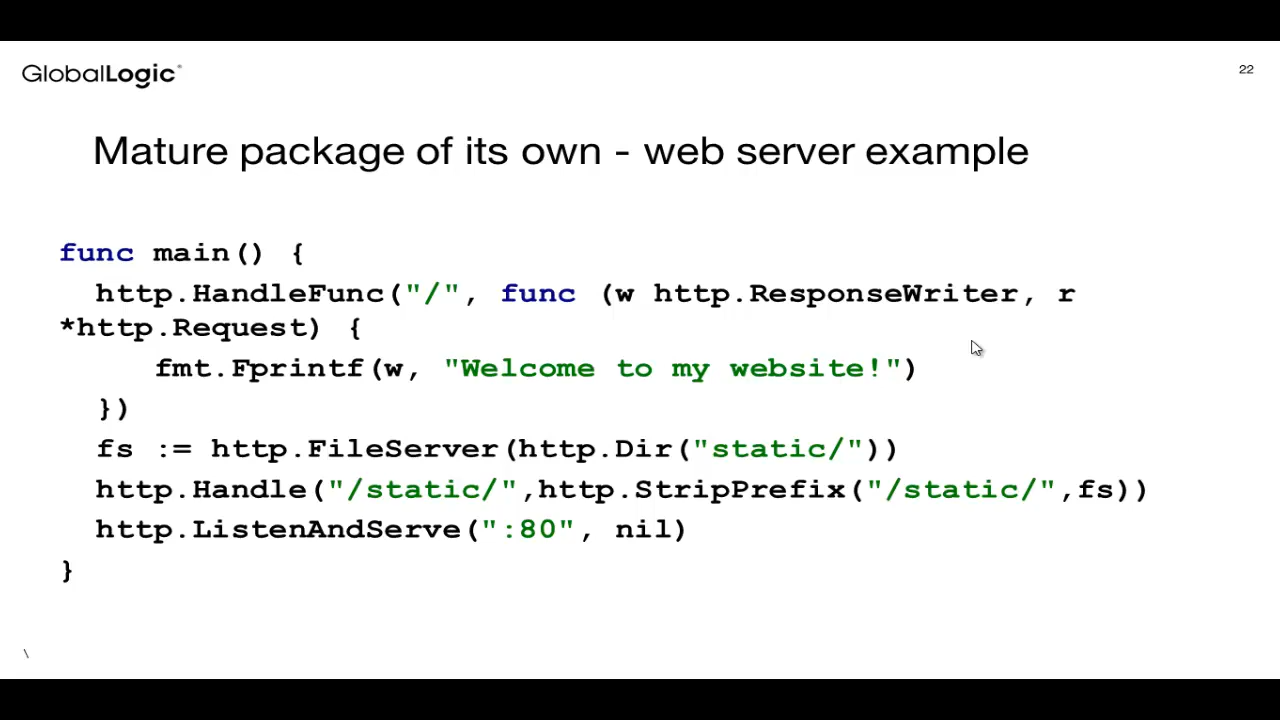 GlobalLogic®
22
Mature package of its own - web server example
func main() {
http.HandleFunc("/", func (w http.ResponseWriter, r
*http.Request) {
fmt.Fprintf(w, "Welcome to my website!")
})
fs := http.FileServer(http.Dir("static/"))
http.Handle("/static/",http.StripPrefix("/static/",fs))
http.ListenAndServe(":80", nil)
}
\